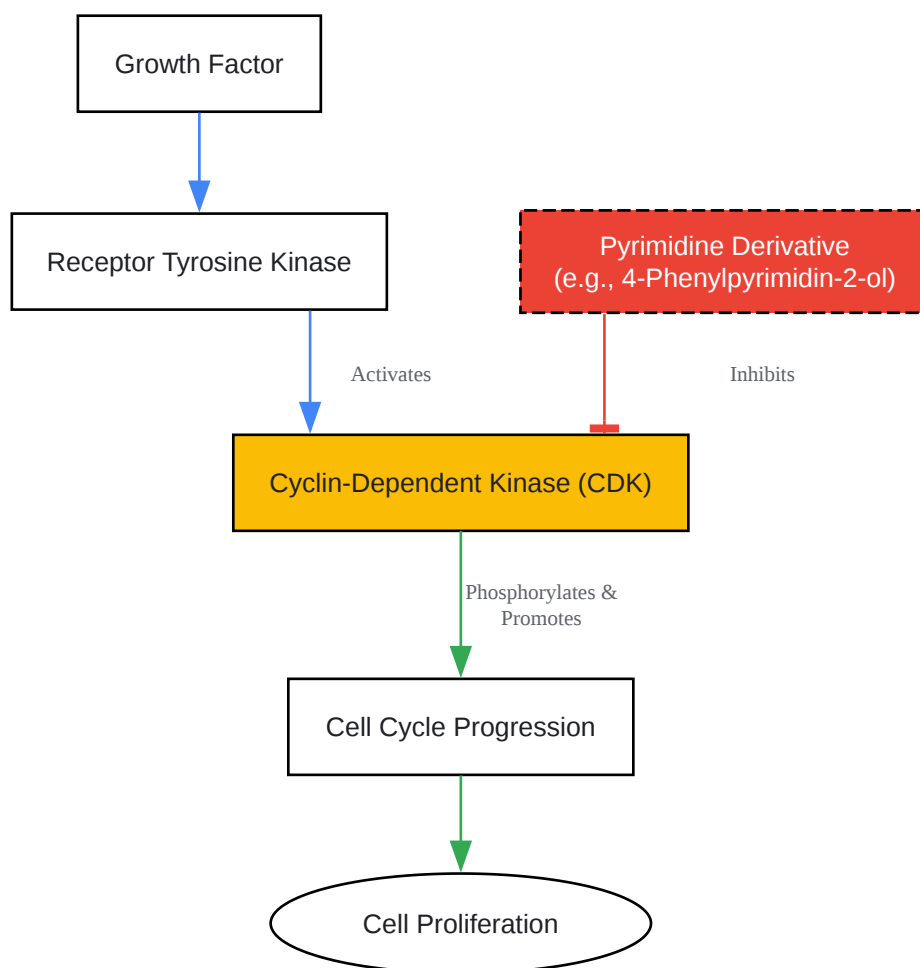 Growth Factor
Receptor Tyrosine Kinase
Pyrimidine Derivative
(e.g., 4-Phenylpyrimidin-2-ol)
Activates
Inhibits
Cyclin-Dependent Kinase (CDK)
Phosphorylates &
Promotes
Cell Cycle Progression
Cell Proliferation